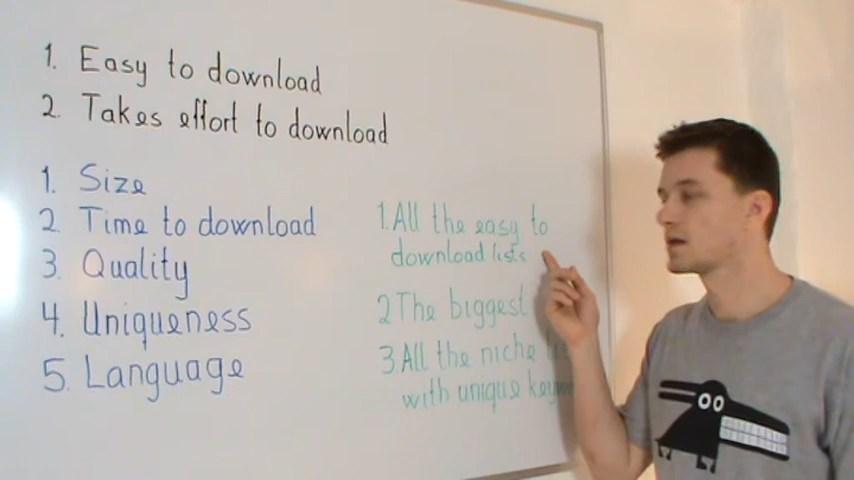 1. Easy to download
2. Takes effort to download
1. Size
2. Time to download
3. Quality
4. Uniqueness
5. Language
1. All the easy to
download lists
2 The biggest
3 All the niche
with unique